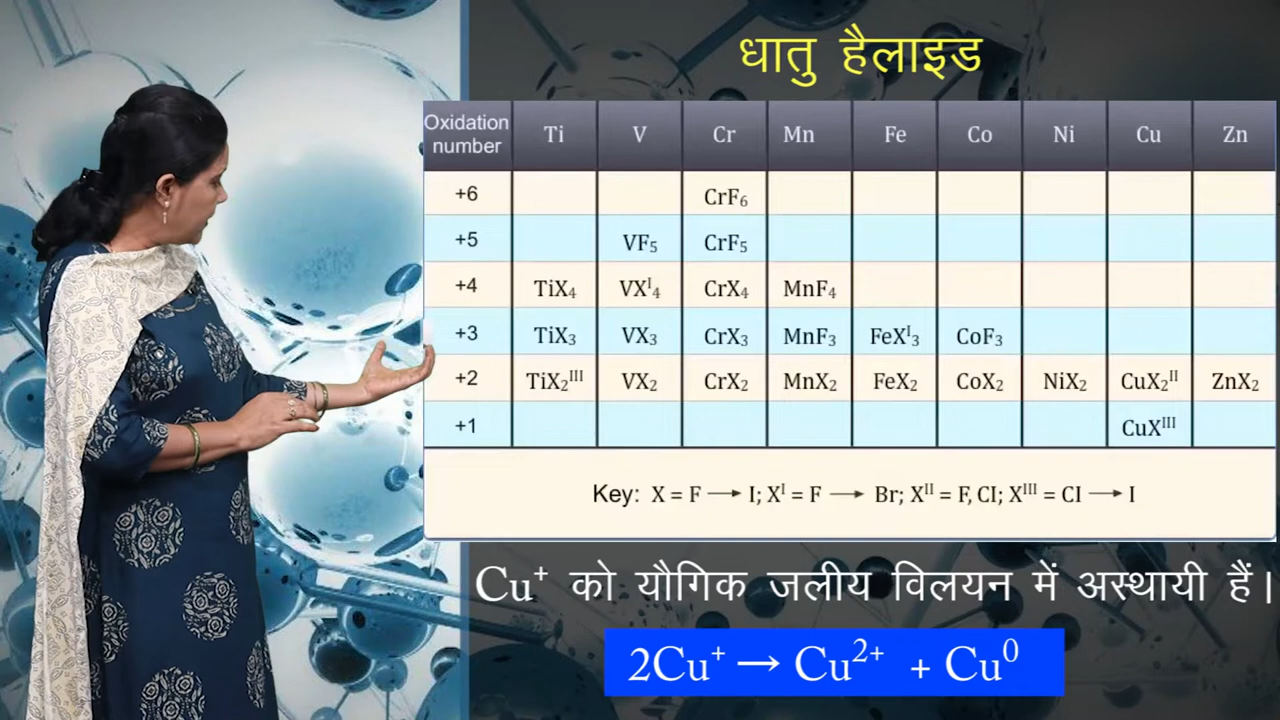 धातु हैलाइड
Oxidation number Ti V Cr Mn Fe Co Ni Cu Zn
+6 CrF₆
+5 VF₅ CrF₅
+4 TiX₄ VXᴵ₄ CrX₄ MnF₄
+3 TiX₃ VX₃ CrX₃ MnF₃ FeXᴵ₃ CoF₃
+2 TiX₂ᴵᴵᴵ VX₂ CrX₂ MnX₂ FeX₂ CoX₂ NiX₂ CuX₂ᴵᴵ ZnX₂
+1 CuXᴵᴵᴵ
Key: X = F → I; Xᴵ = F → Br; Xᴵᴵ = F, CI; Xᴵᴵᴵ = CI → I
Cu⁺ को यौगिक जलीय विलयन में अस्थायी हैं।
2Cu⁺ → Cu²⁺ + Cu⁰